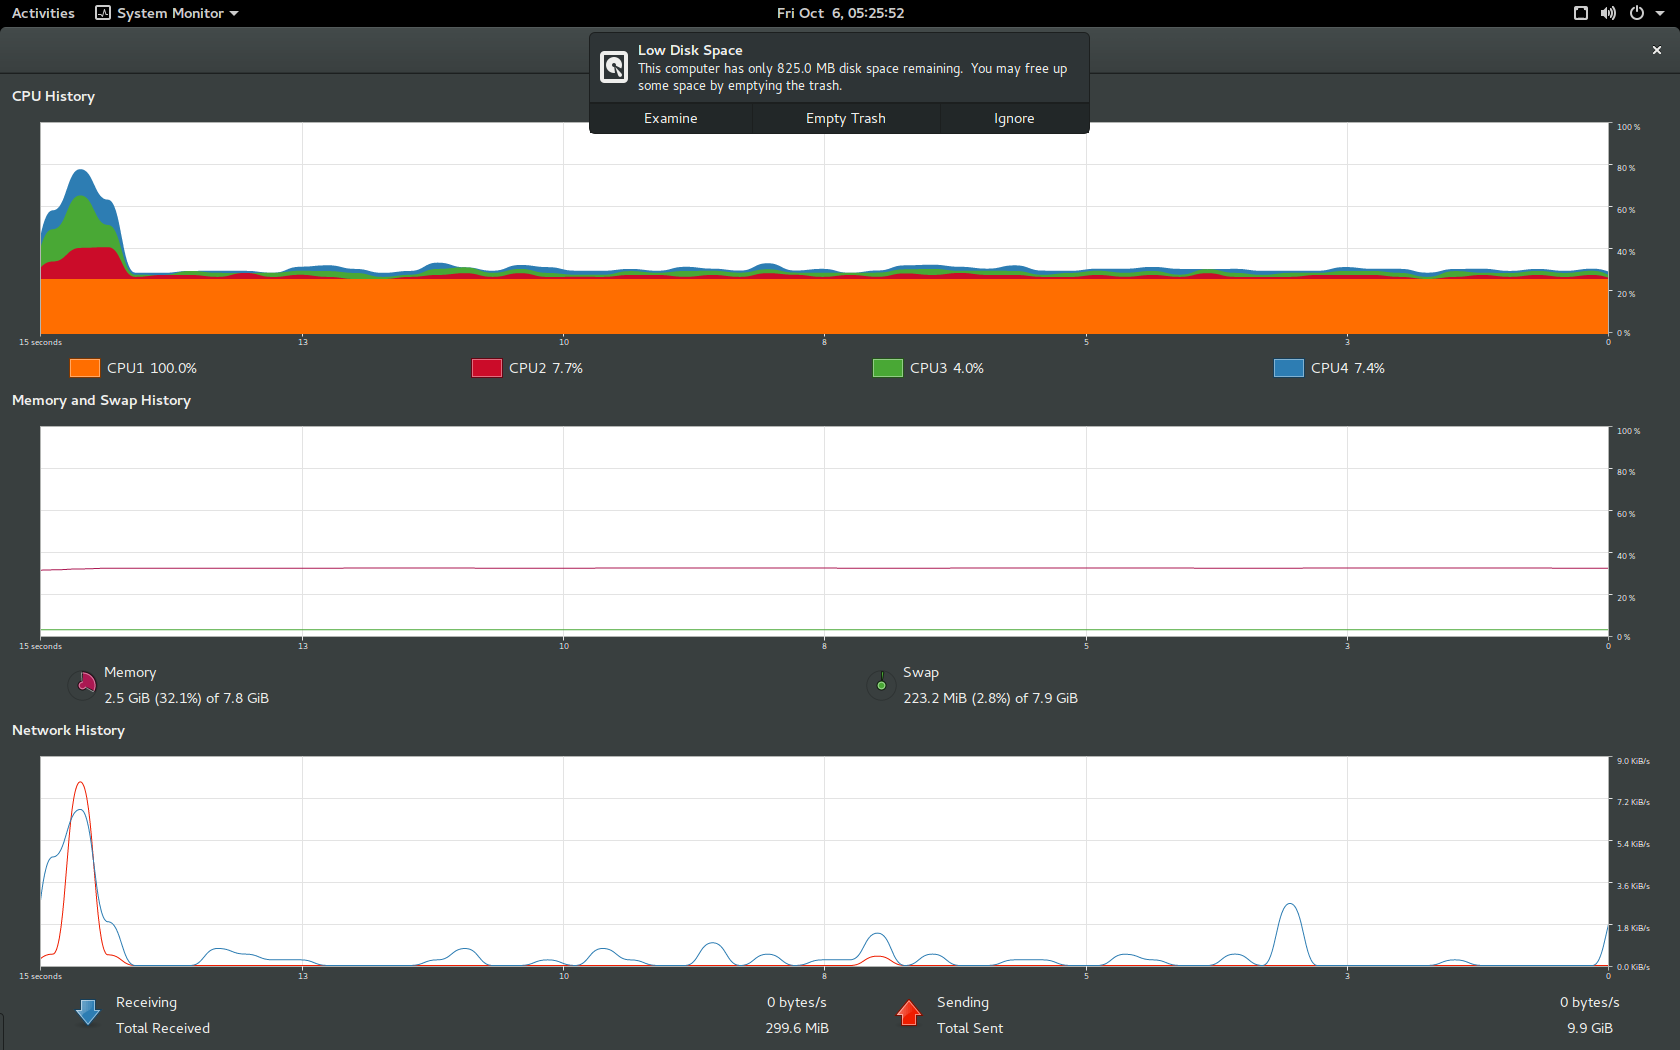 Activities
System Monitor
Fri Oct  6, 05:25:52
Low Disk Space
This computer has only 825.0 MB disk space remaining.  You may free up
some space by emptying the trash.
Examine
Empty Trash
Ignore
CPU History
100 %
80 %
60 %
40 %
20 %
0 %
15 seconds
13
10
8
5
3
0
CPU1 100.0%
CPU2 7.7%
CPU3 4.0%
CPU4 7.4%
Memory and Swap History
100 %
80 %
60 %
40 %
20 %
0 %
15 seconds
13
10
8
5
3
0
Memory
2.5 GiB (32.1%) of 7.8 GiB
Swap
223.2 MiB (2.8%) of 7.9 GiB
Network History
9.0 KiB/s
7.2 KiB/s
5.4 KiB/s
3.6 KiB/s
1.8 KiB/s
0.0 KiB/s
15 seconds
13
10
8
5
3
0
Receiving
0 bytes/s
Total Received
299.6 MiB
Sending
0 bytes/s
Total Sent
9.9 GiB